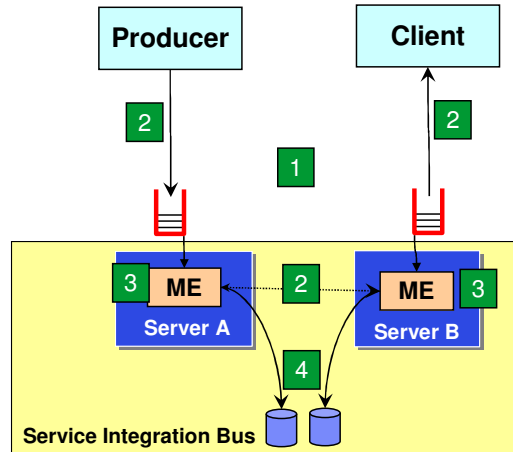 Producer
Client
2
2
1
3
ME
2
ME
3
Server A
Server B
4
Service Integration Bus